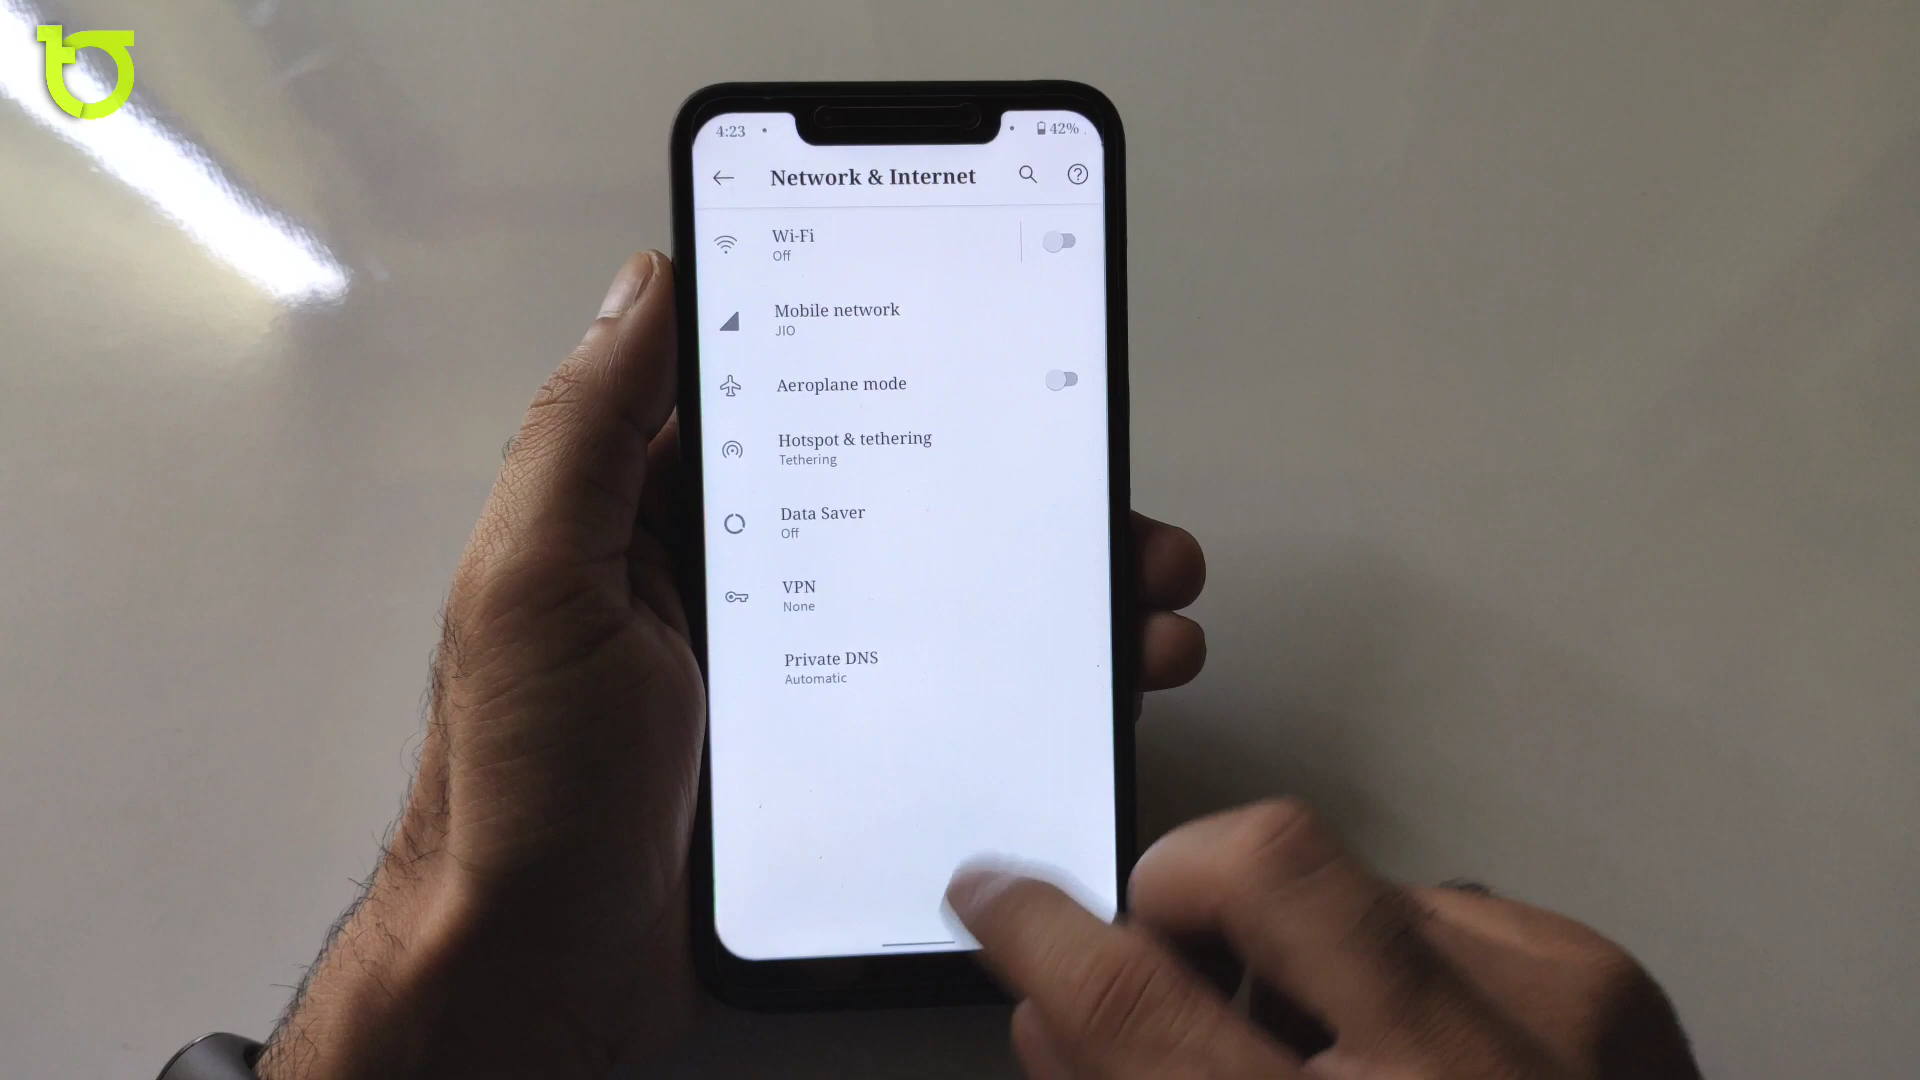 4:23
42%
Network & Internet
Wi-Fi
Off
Mobile network
JIO
Aeroplane mode
Hotspot & tethering
Tethering
Data Saver
Off
VPN
None
Private DNS
Automatic